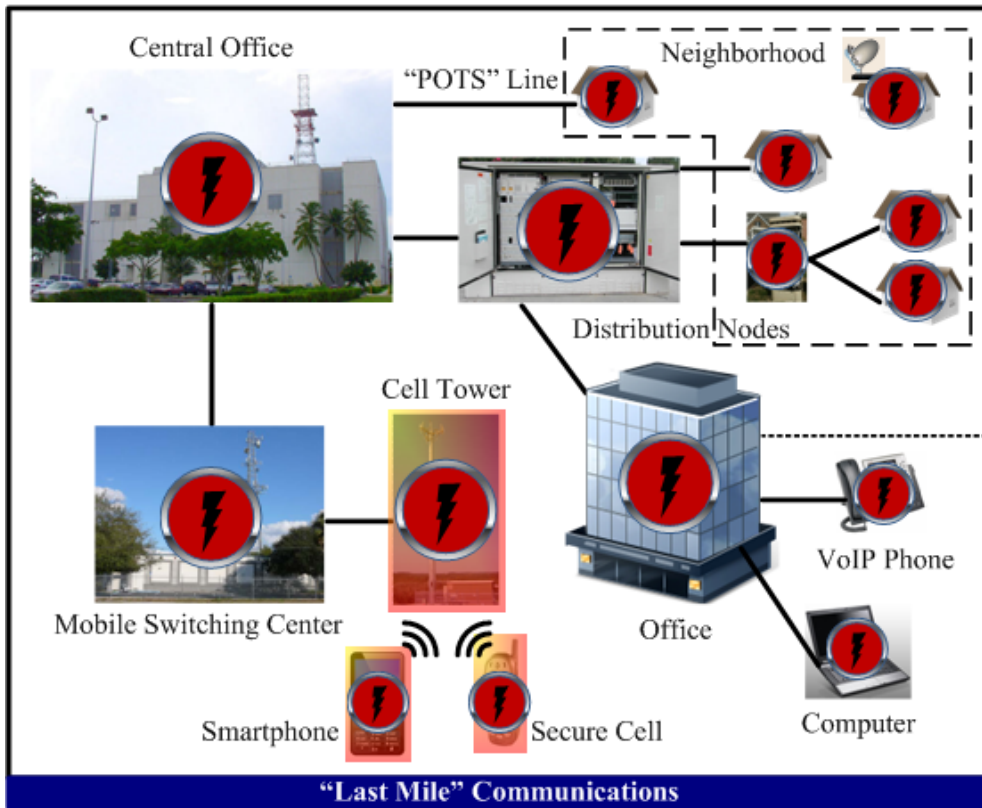 Central Office
Neighborhood
“POTS” Line
Distribution Nodes
Cell Tower
Mobile Switching Center
Office
VoIP Phone
Smartphone
Secure Cell
Computer
“Last Mile” Communications